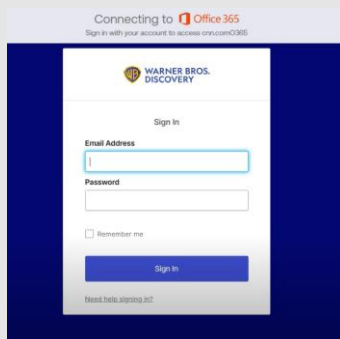 Connecting to Office 365
Sign in with your account to access cnn.comO365
WARNER BROS.
DISCOVERY
Sign In
Email Address
Password
Remember me
Sign In
Need help signing in?